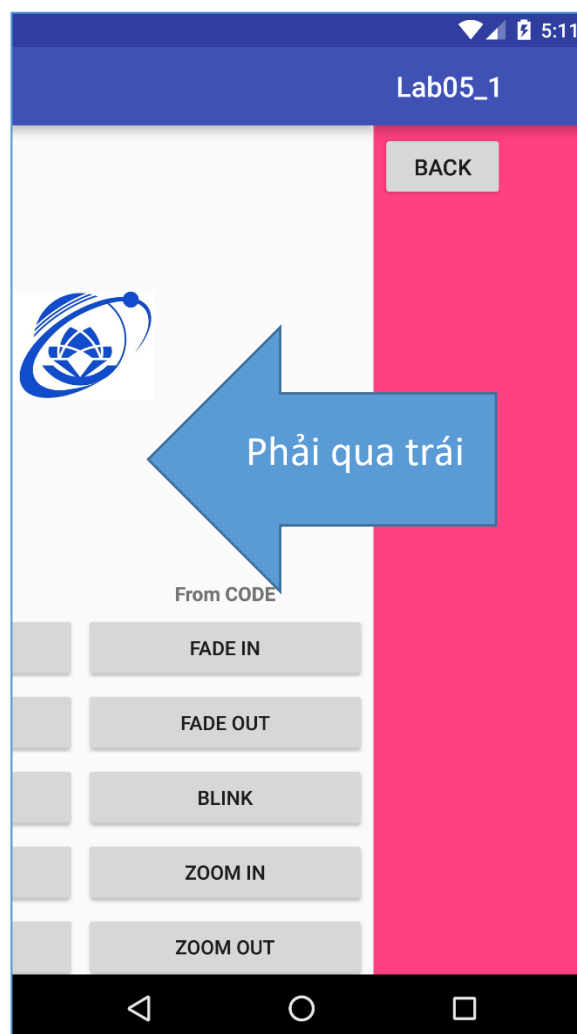 5:11
Lab05_1
BACK
Phải qua trái
From CODE
FADE IN
FADE OUT
BLINK
ZOOM IN
ZOOM OUT